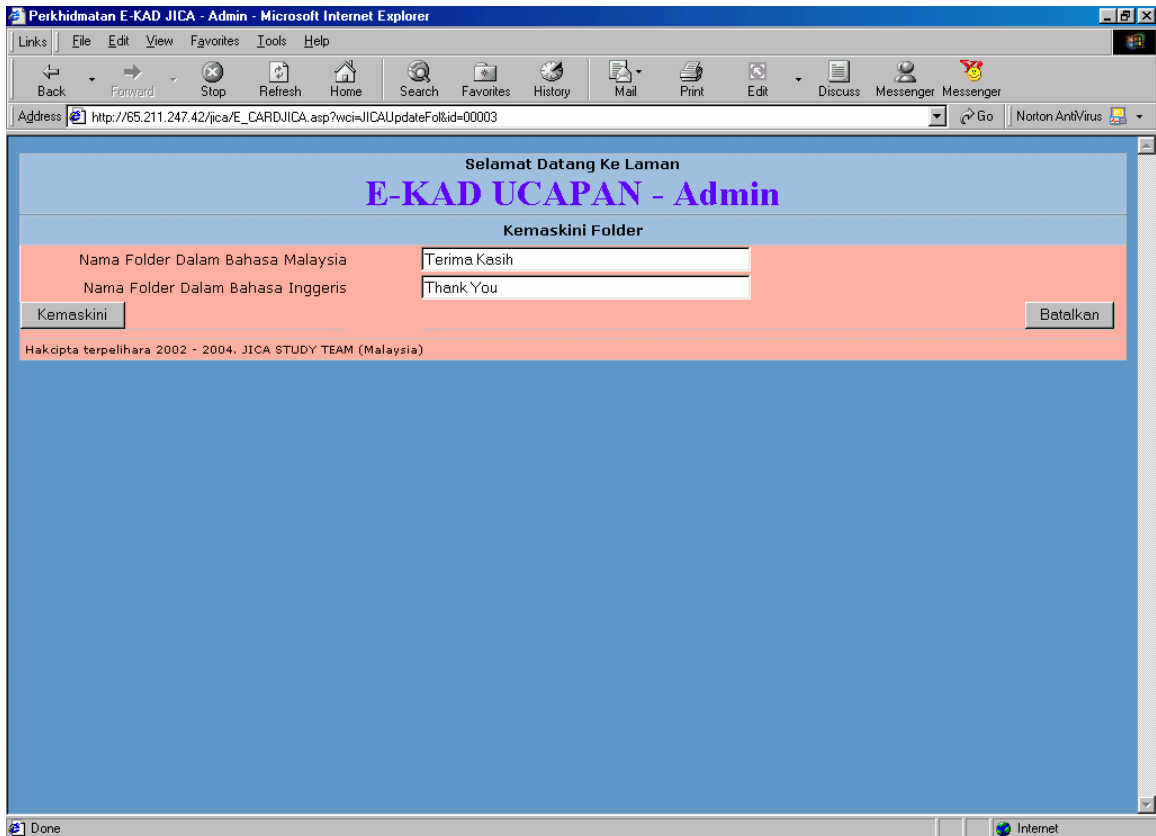 Perkhidmatan E-KAD JICA - Admin - Microsoft Internet Explorer
Links File Edit View Favorites Tools Help
Back Forward Stop Refresh Home Search Favorites History Mail Print Edit Discuss Messenger Messenger
Address http://65.211.247.42/jica/E_CARDJICA.asp?wci=JICAUpdateFol&id=00003 Go Norton AntiVirus
Selamat Datang Ke Laman
E-KAD UCAPAN - Admin
Kemaskini Folder
Nama Folder Dalam Bahasa Malaysia Terima Kasih
Nama Folder Dalam Bahasa Inggeris Thank You
Kemaskini Batalkan
Hakcipta terpelihara 2002 - 2004. JICA STUDY TEAM (Malaysia)
Done Internet